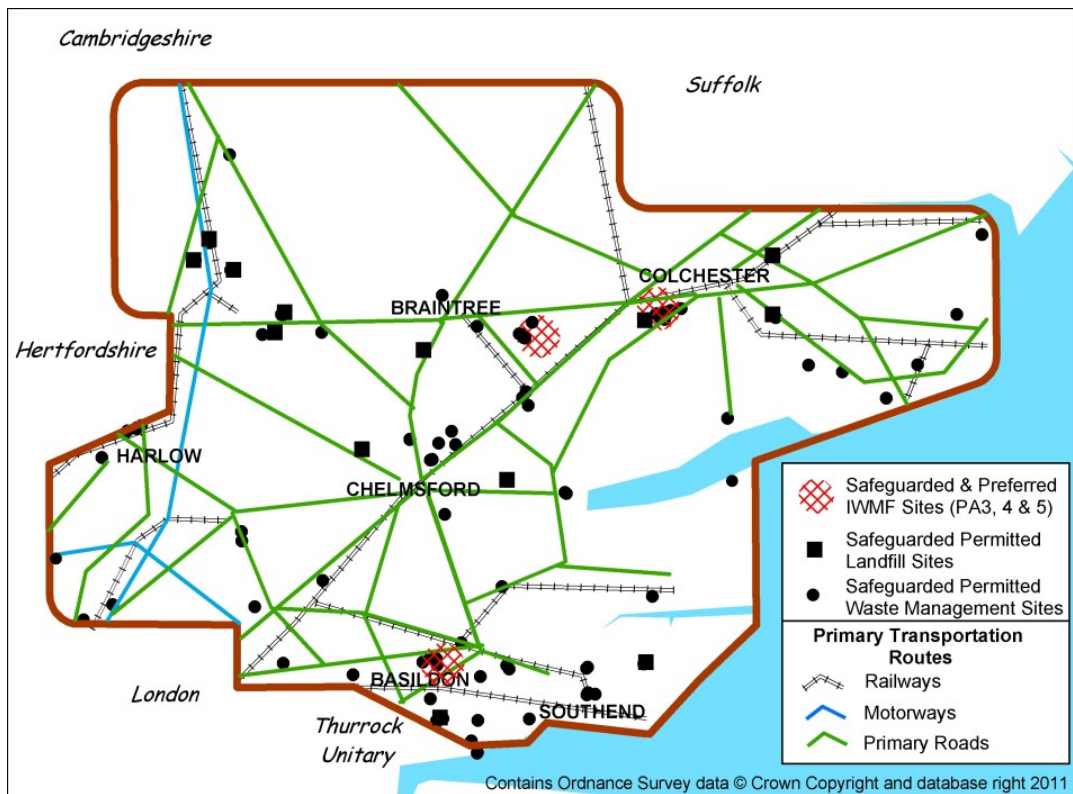 Cambridgeshire
Suffolk
COLCHESTER
BRAINTREE
Hertfordshire
HARLOW
CHELMSFORD
Safeguarded & Preferred
IWMF Sites (PA3, 4 & 5)
Safeguarded Permitted
Landfill Sites
Safeguarded Permitted
Waste Management Sites
Primary Transportation
Routes
Railways
Motorways
Primary Roads
BASILDON
London
SOUTHEND
Thurrock
Unitary
Contains Ordnance Survey data © Crown Copyright and database right 2011